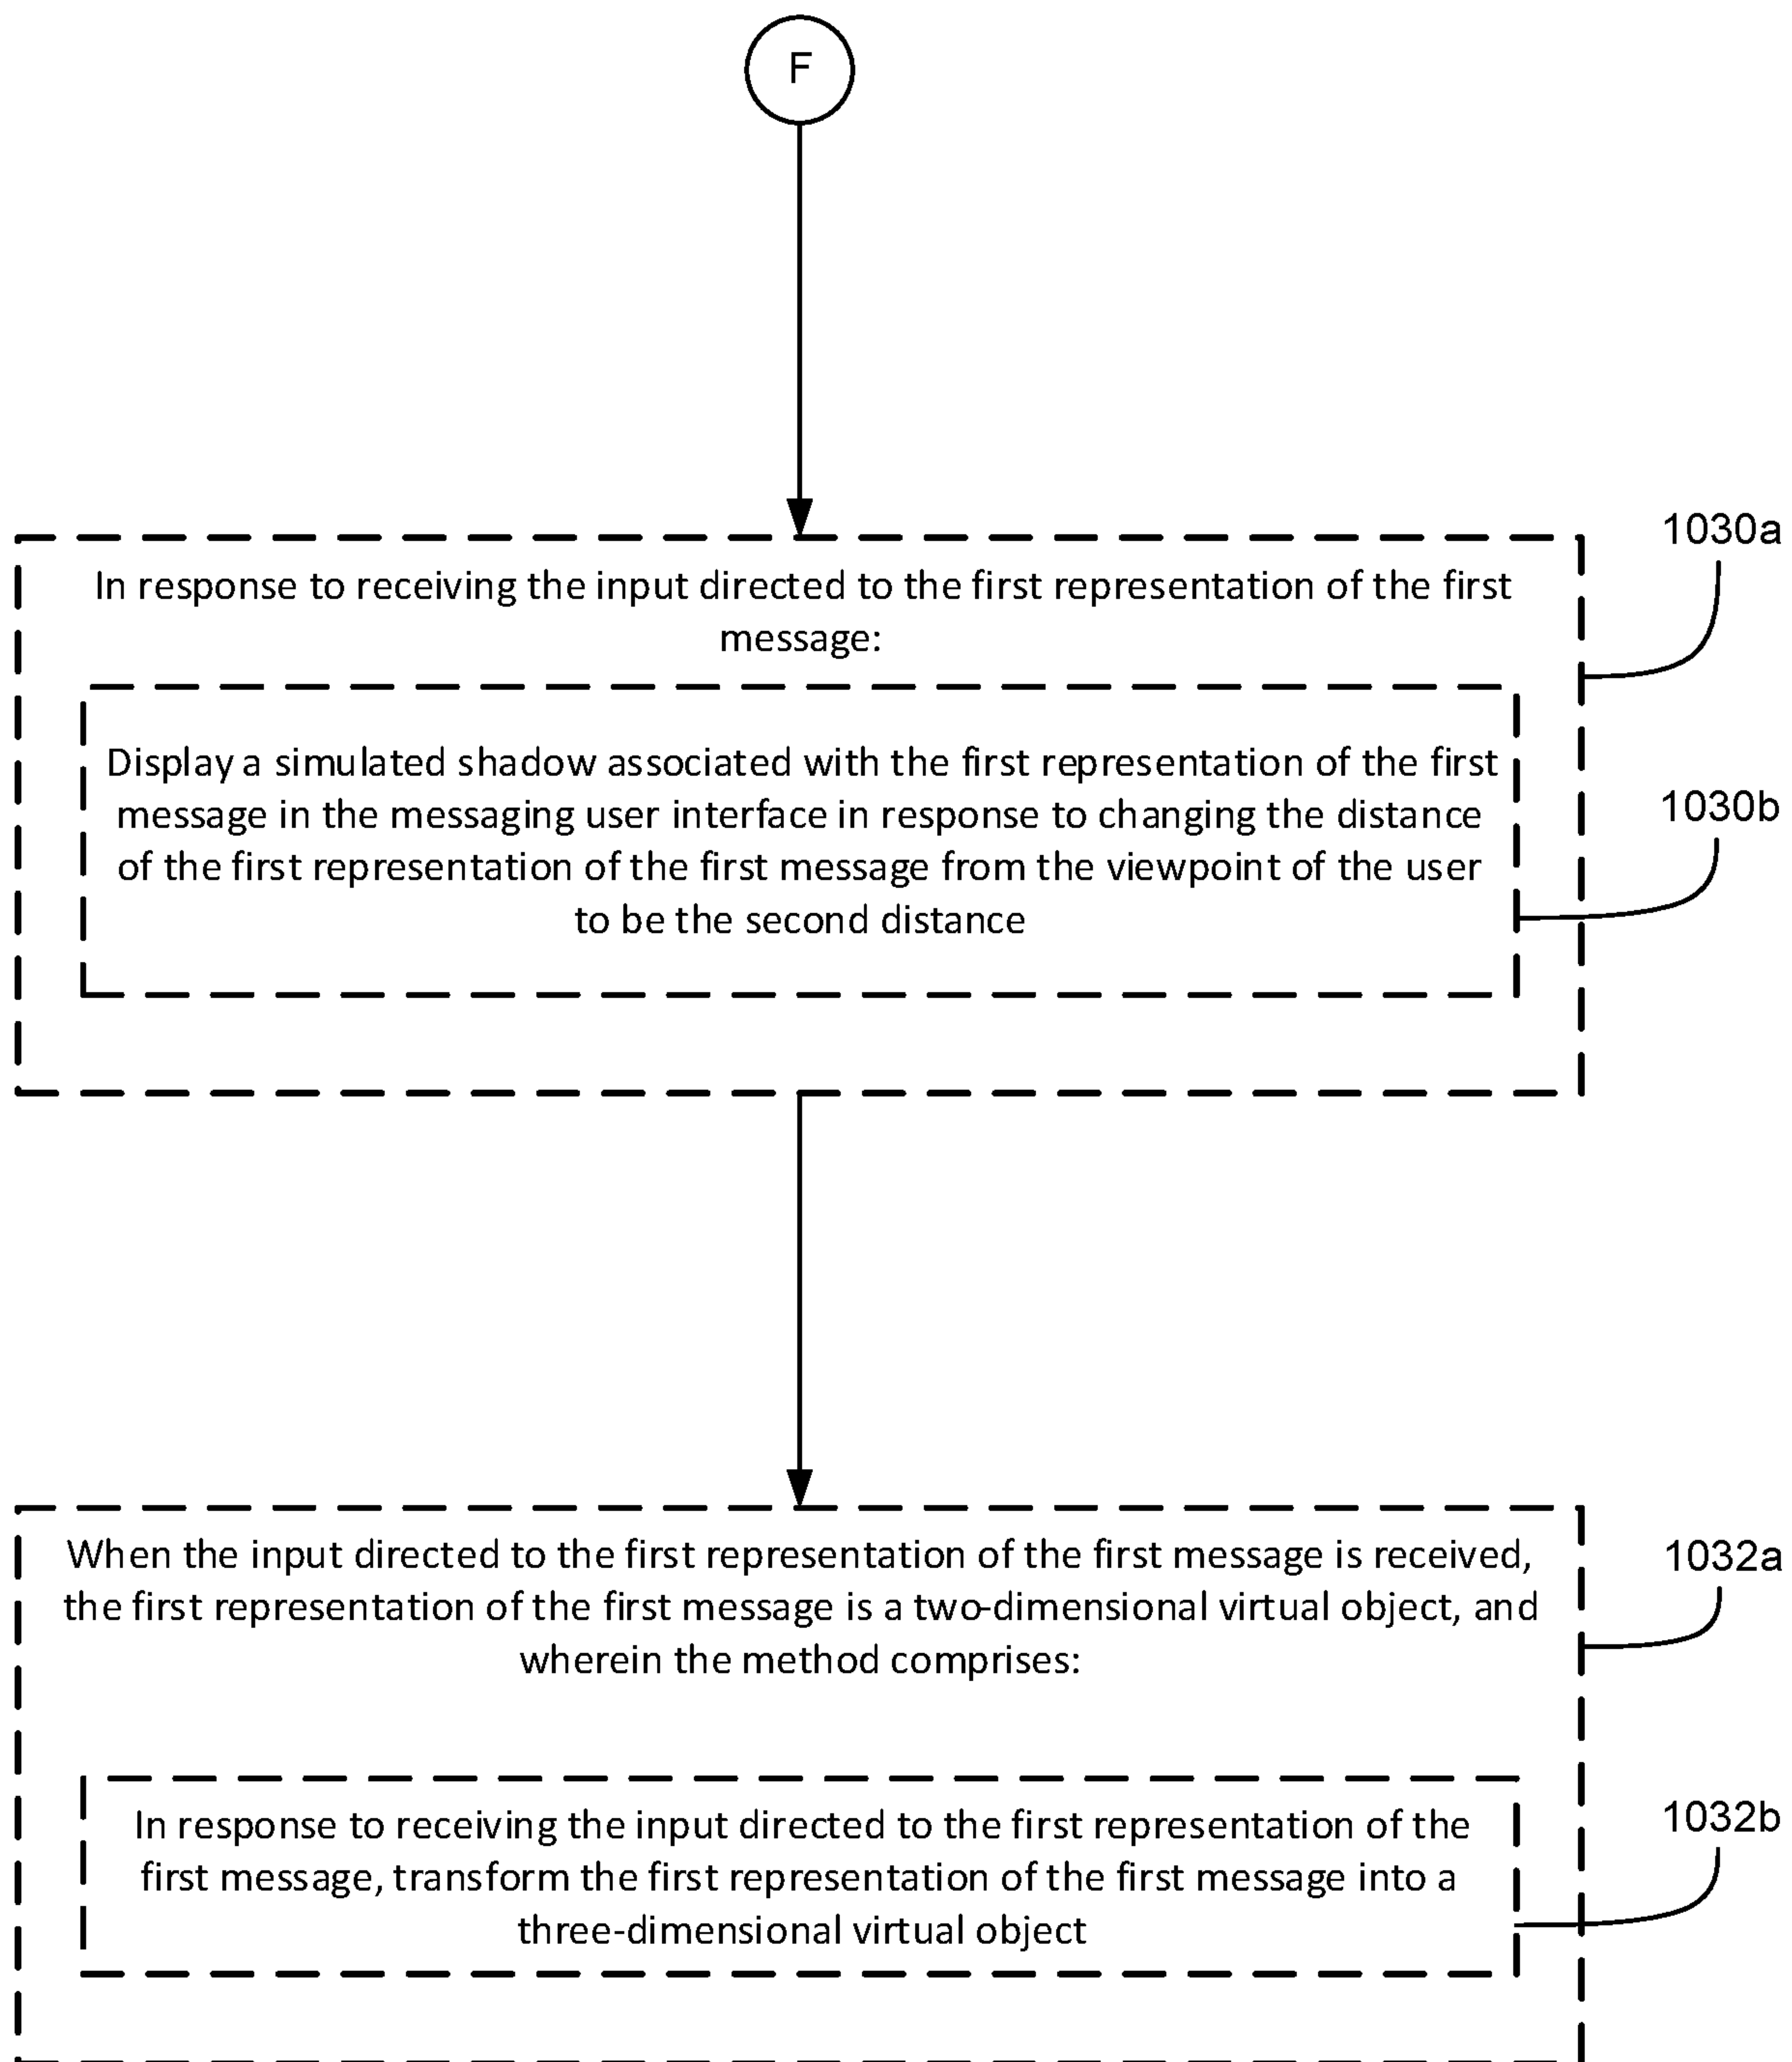 F
1030a
In response to receiving the input directed to the first representation of the first
message:
Display a simulated shadow associated with the first representation of the first
message in the messaging user interface in response to changing the distance
of the first representation of the first message from the viewpoint of the user
to be the second distance
1030b
When the input directed to the first representation of the first message is received,
the first representation of the first message is a two-dimensional virtual object, and
wherein the method comprises:
1032a
In response to receiving the input directed to the first representation of the
first message, transform the first representation of the first message into a
three-dimensional virtual object
1032b